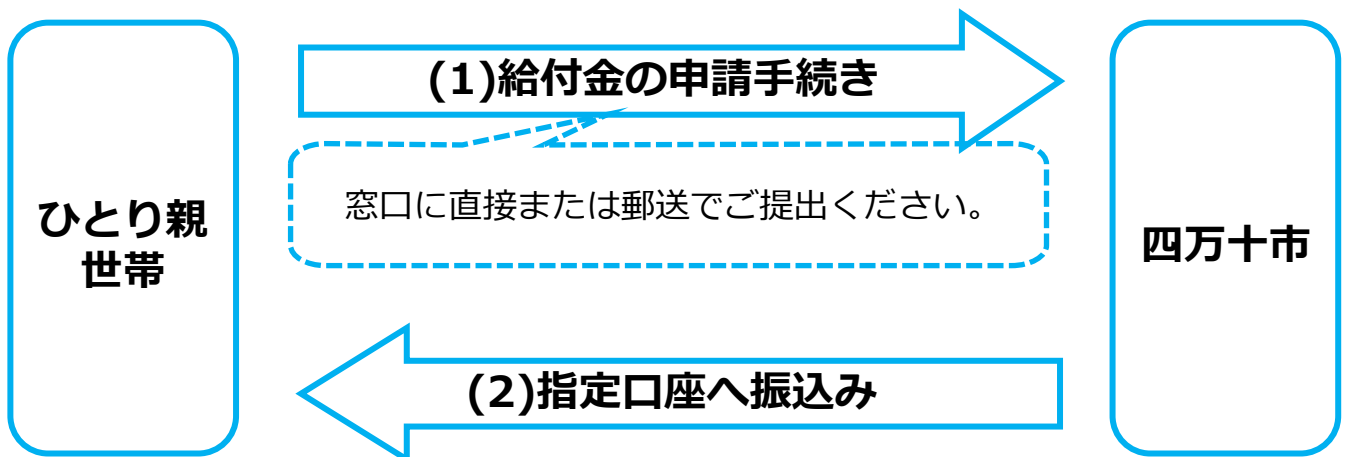 ひとり親
世帯
(1)給付金の申請手続き
窓口に直接または郵送でご提出ください。
(2)指定口座へ振込み
四万十市